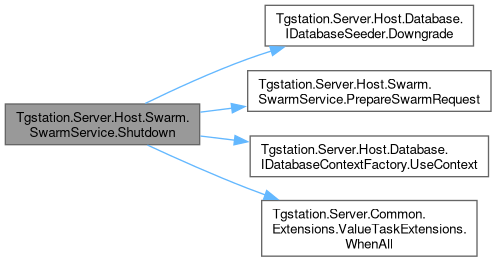 Tgstation.Server.Host.Database.
IDatabaseSeeder.Downgrade
Tgstation.Server.Host.Swarm.
SwarmService.PrepareSwarmRequest
Tgstation.Server.Host.Swarm.
SwarmService.Shutdown
Tgstation.Server.Host.Database.
IDatabaseContextFactory.UseContext
Tgstation.Server.Common.
Extensions.ValueTaskExtensions.
WhenAll